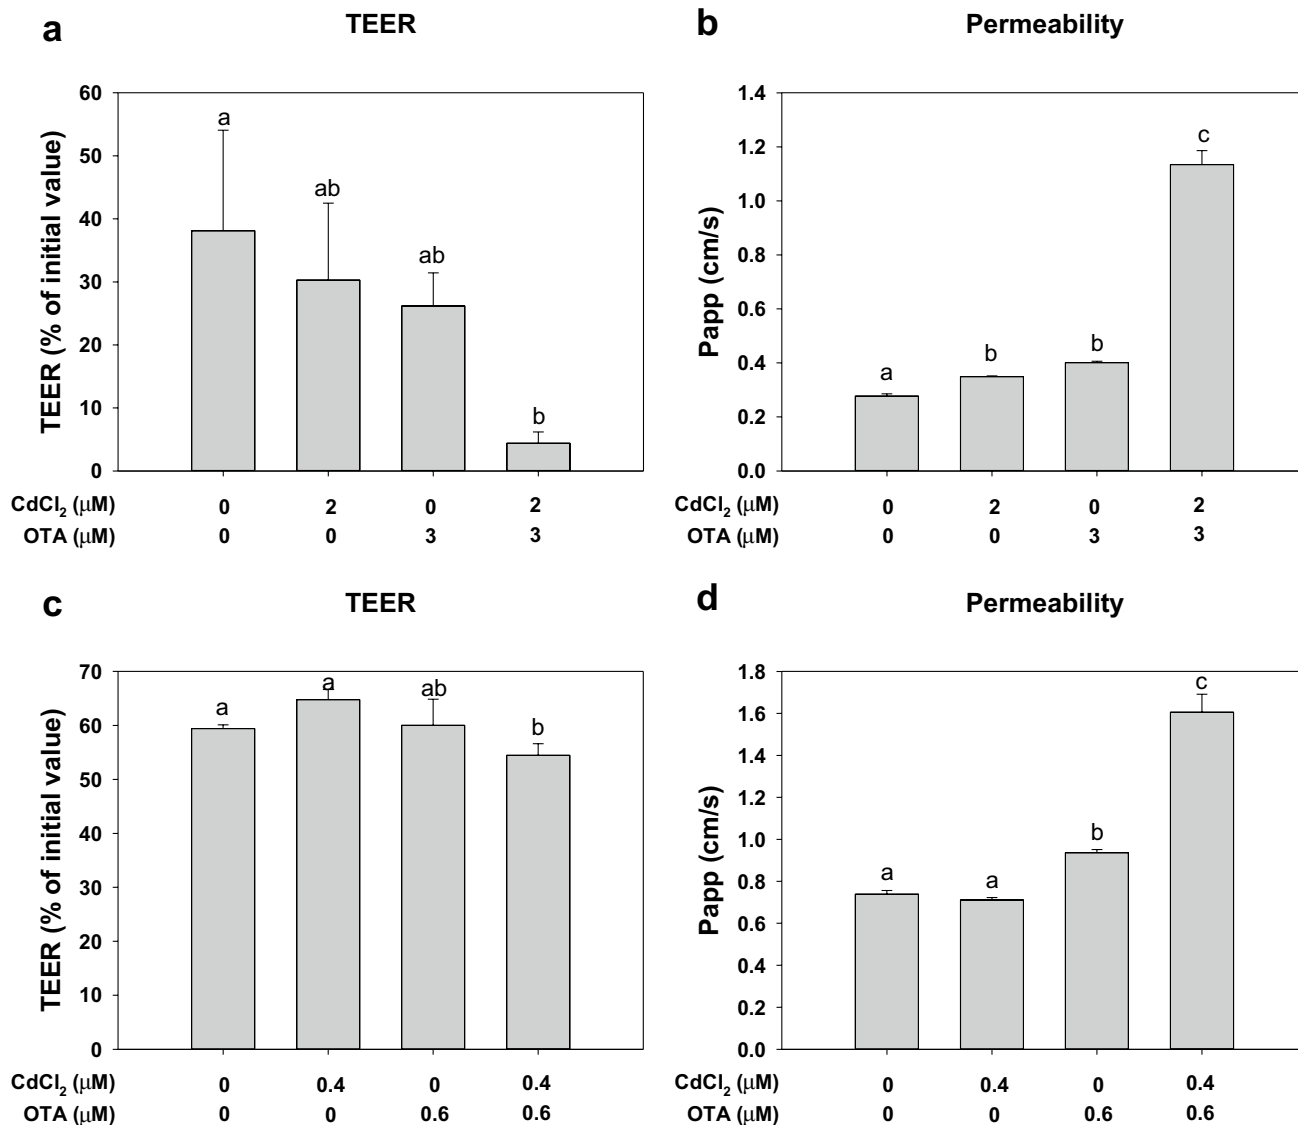 a
TEER
TEER (% of initial value)
60
50
40
30
20
10
0
a
ab
ab
b
CdCl2 (μM) 0 2 0 2
OTA (μM) 0 0 3 3
b
Permeability
Papp (cm/s)
1.4
1.2
1.0
0.8
0.6
0.4
0.2
0.0
a
b
b
c
CdCl2 (μM) 0 2 0 2
OTA (μM) 0 0 3 3
c
TEER
TEER (% of initial value)
70
60
50
40
30
20
10
0
a
a
ab
b
CdCl2 (μM) 0 0.4 0 0.4
OTA (μM) 0 0 0.6 0.6
d
Permeability
Papp (cm/s)
1.8
1.6
1.4
1.2
1.0
0.8
0.6
0.4
0.2
0.0
a
a
b
c
CdCl2 (μM) 0 0.4 0 0.4
OTA (μM) 0 0 0.6 0.6